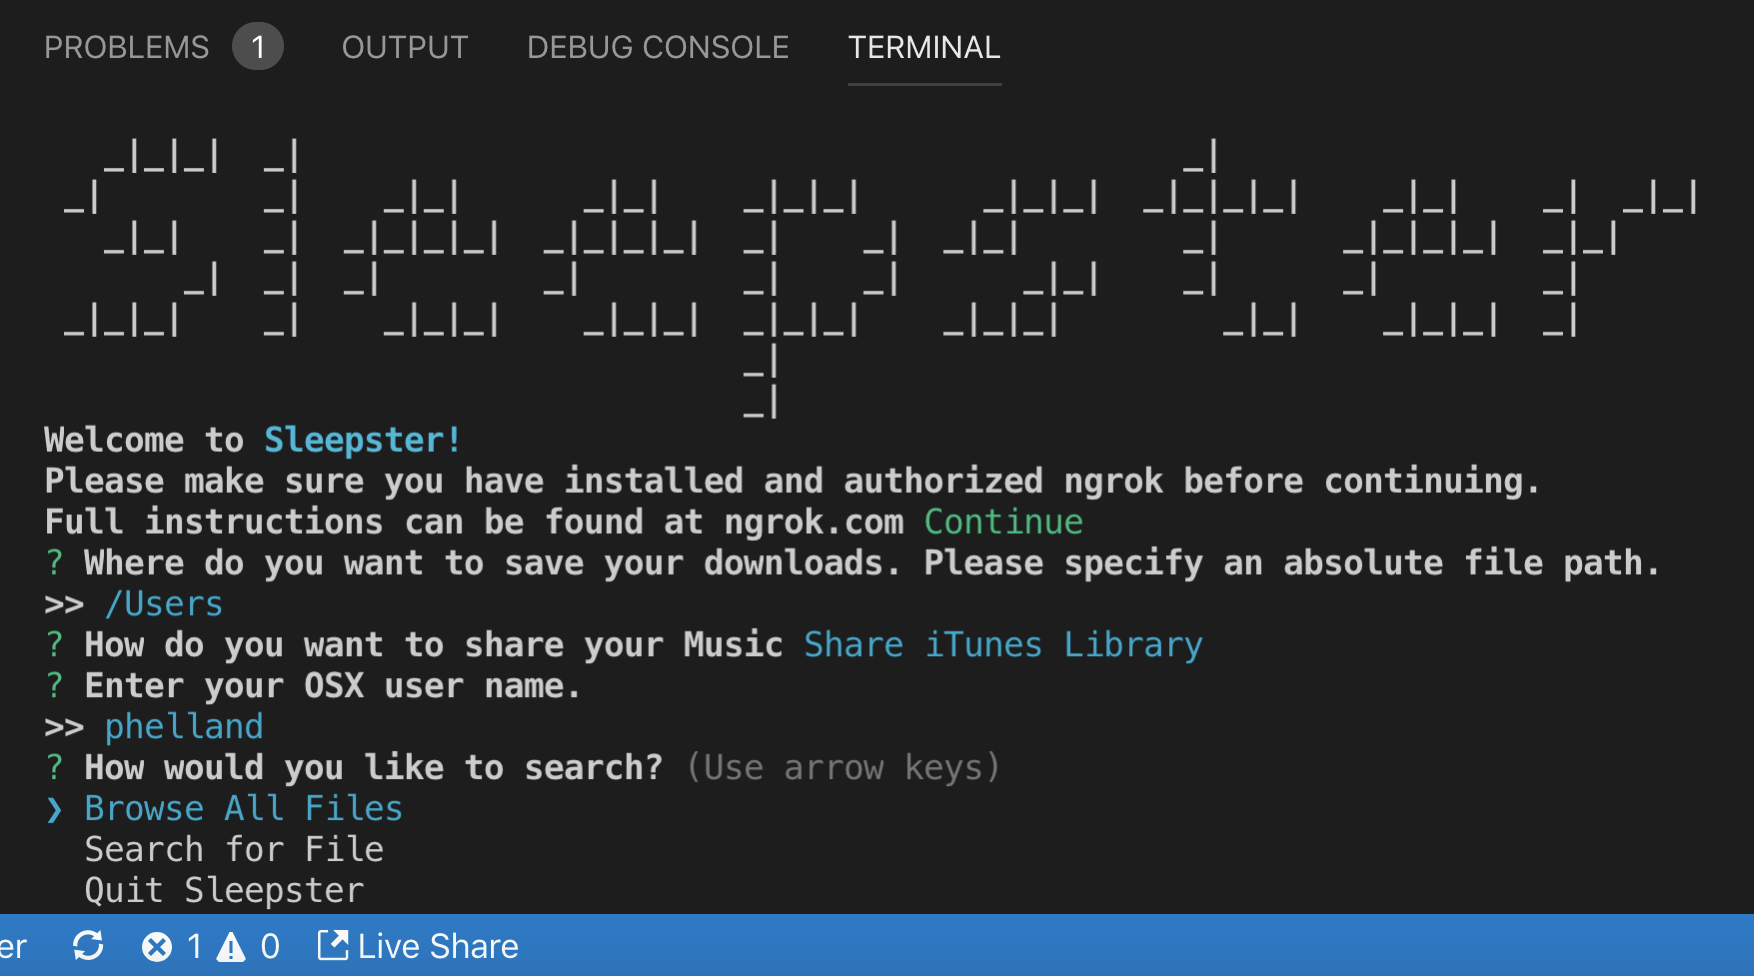 PROBLEMS 1 OUTPUT DEBUG CONSOLE TERMINAL
Sleepster
Welcome to Sleepster!
Please make sure you have installed and authorized ngrok before continuing.
Full instructions can be found at ngrok.com Continue
? Where do you want to save your downloads. Please specify an absolute file path.
>> /Users
? How do you want to share your Music Share iTunes Library
? Enter your OSX user name.
>> phelland
? How would you like to search? (Use arrow keys)
❯ Browse All Files
Search for File
Quit Sleepster
er 1 0 Live Share